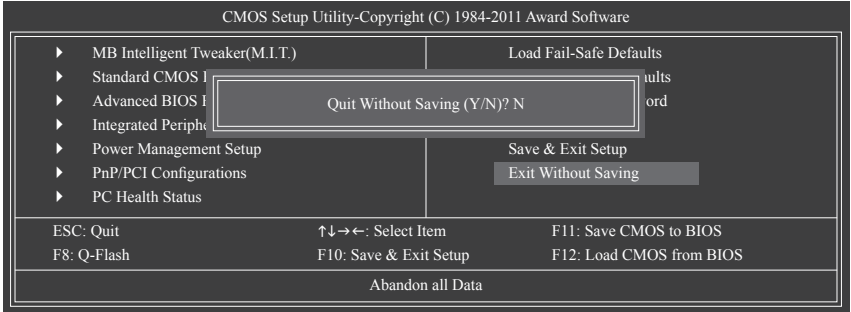 CMOS Setup Utility-Copyright (C) 1984-2011 Award Software
MB Intelligent Tweaker(M.I.T.)
Standard CMOS
Advanced BIOS
Integrated
Power Management Setup
PnP/PCI Configurations
PC Health Status
Load Fail-Safe Defaults
Quit Without Saving (Y/N)? N
Save & Exit Setup
Exit Without Saving
ESC: Quit
↑↓→←: Select Item
F11: Save CMOS to BIOS
F8: Q-Flash
F10: Save & Exit Setup
F12: Load CMOS from BIOS
Abandon all Data